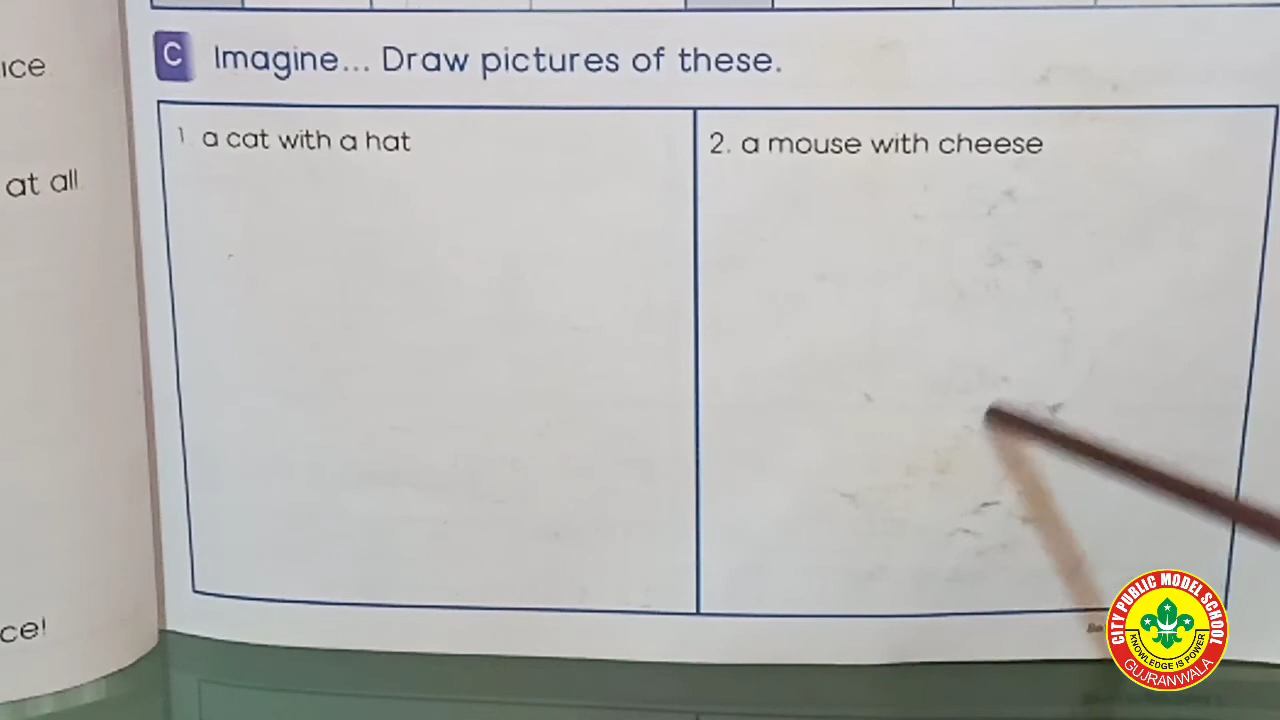 ice
at all
ce!
C Imagine... Draw pictures of these.
1 a cat with a hat
2. a mouse with cheese
CITY PUBLIC MODEL SCHOOL
KNOWLEDGE IS POWER
GUJRANWALA